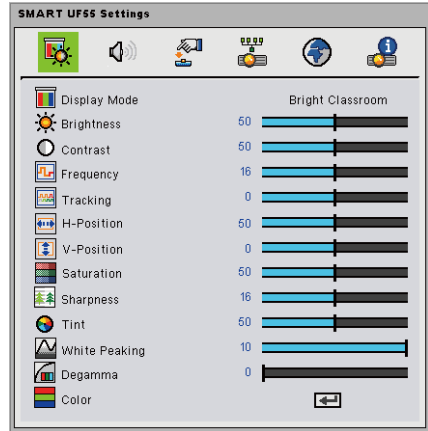 SMART UF55 Settings
Display Mode Bright Classroom
Brightness 50
Contrast 50
Frequency 16
Tracking 0
H-Position 50
V-Position 0
Saturation 50
Sharpness 16
Tint 50
White Peaking 10
Degamma 0
Color